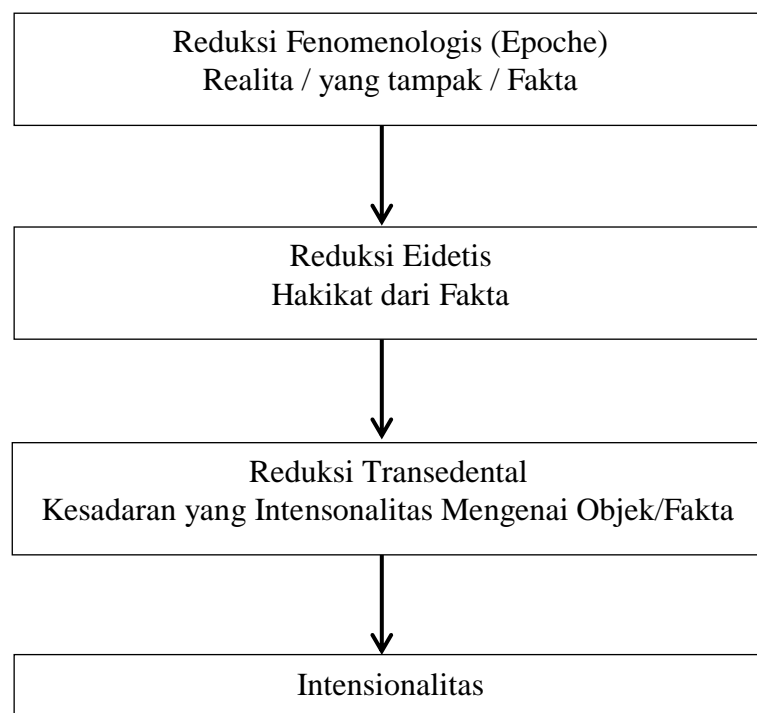 Reduksi Fenomenologis (Epoche)
Realita / yang tampak / Fakta
Reduksi Eidetis
Hakikat dari Fakta
Reduksi Transedental
Kesadaran yang Intensonalitas Mengenai Objek/Fakta
Intensionalitas